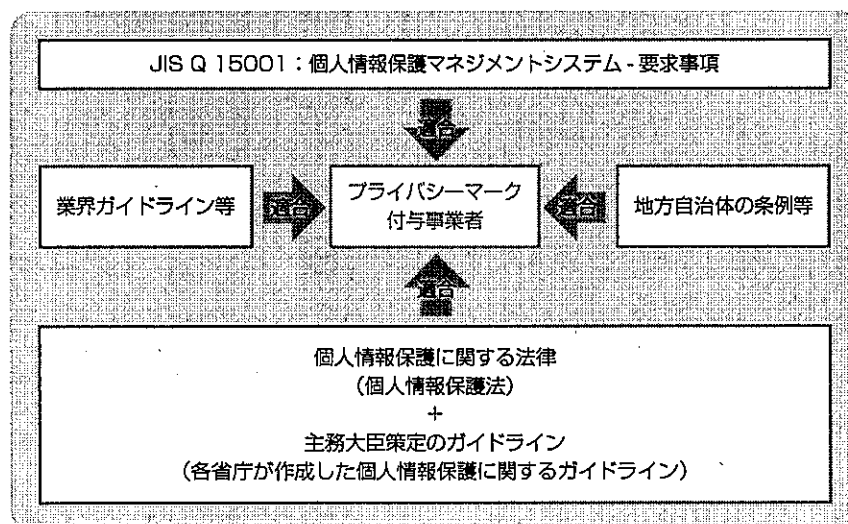 JIS Q 15001：個人情報保護マネジメントシステム - 要求事項
適合
業界ガイドライン等
適合
プライバシーマーク
付与事業者
適合
地方自治体の条例等
適合
個人情報保護に関する法律
（個人情報保護法）
＋
主務大臣策定のガイドライン
（各省庁が作成した個人情報保護に関するガイドライン）